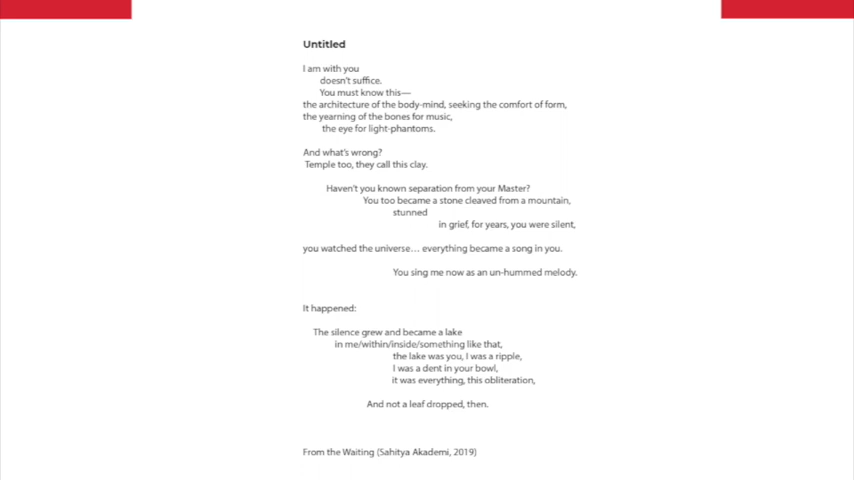 Untitled
I am with you
doesn't suffice.
You must know this—
the architecture of the body-mind, seeking the comfort of form,
the yearning of the bones for music,
the eye for light-phantoms.
And what's wrong?
Temple too, they call this clay.
Haven't you known separation from your Master?
You too became a stone cleaved from a mountain,
stunned
in grief, for years, you were silent,
you watched the universe… everything became a song in you.
You sing me now as an un-hummed melody.
It happened:
The silence grew and became a lake
in me/within/inside/something like that,
the lake was you, I was a ripple,
I was a dent in your bowl,
it was everything, this obliteration,
And not a leaf dropped, then.
From the Waiting (Sahitya Akademi, 2019)